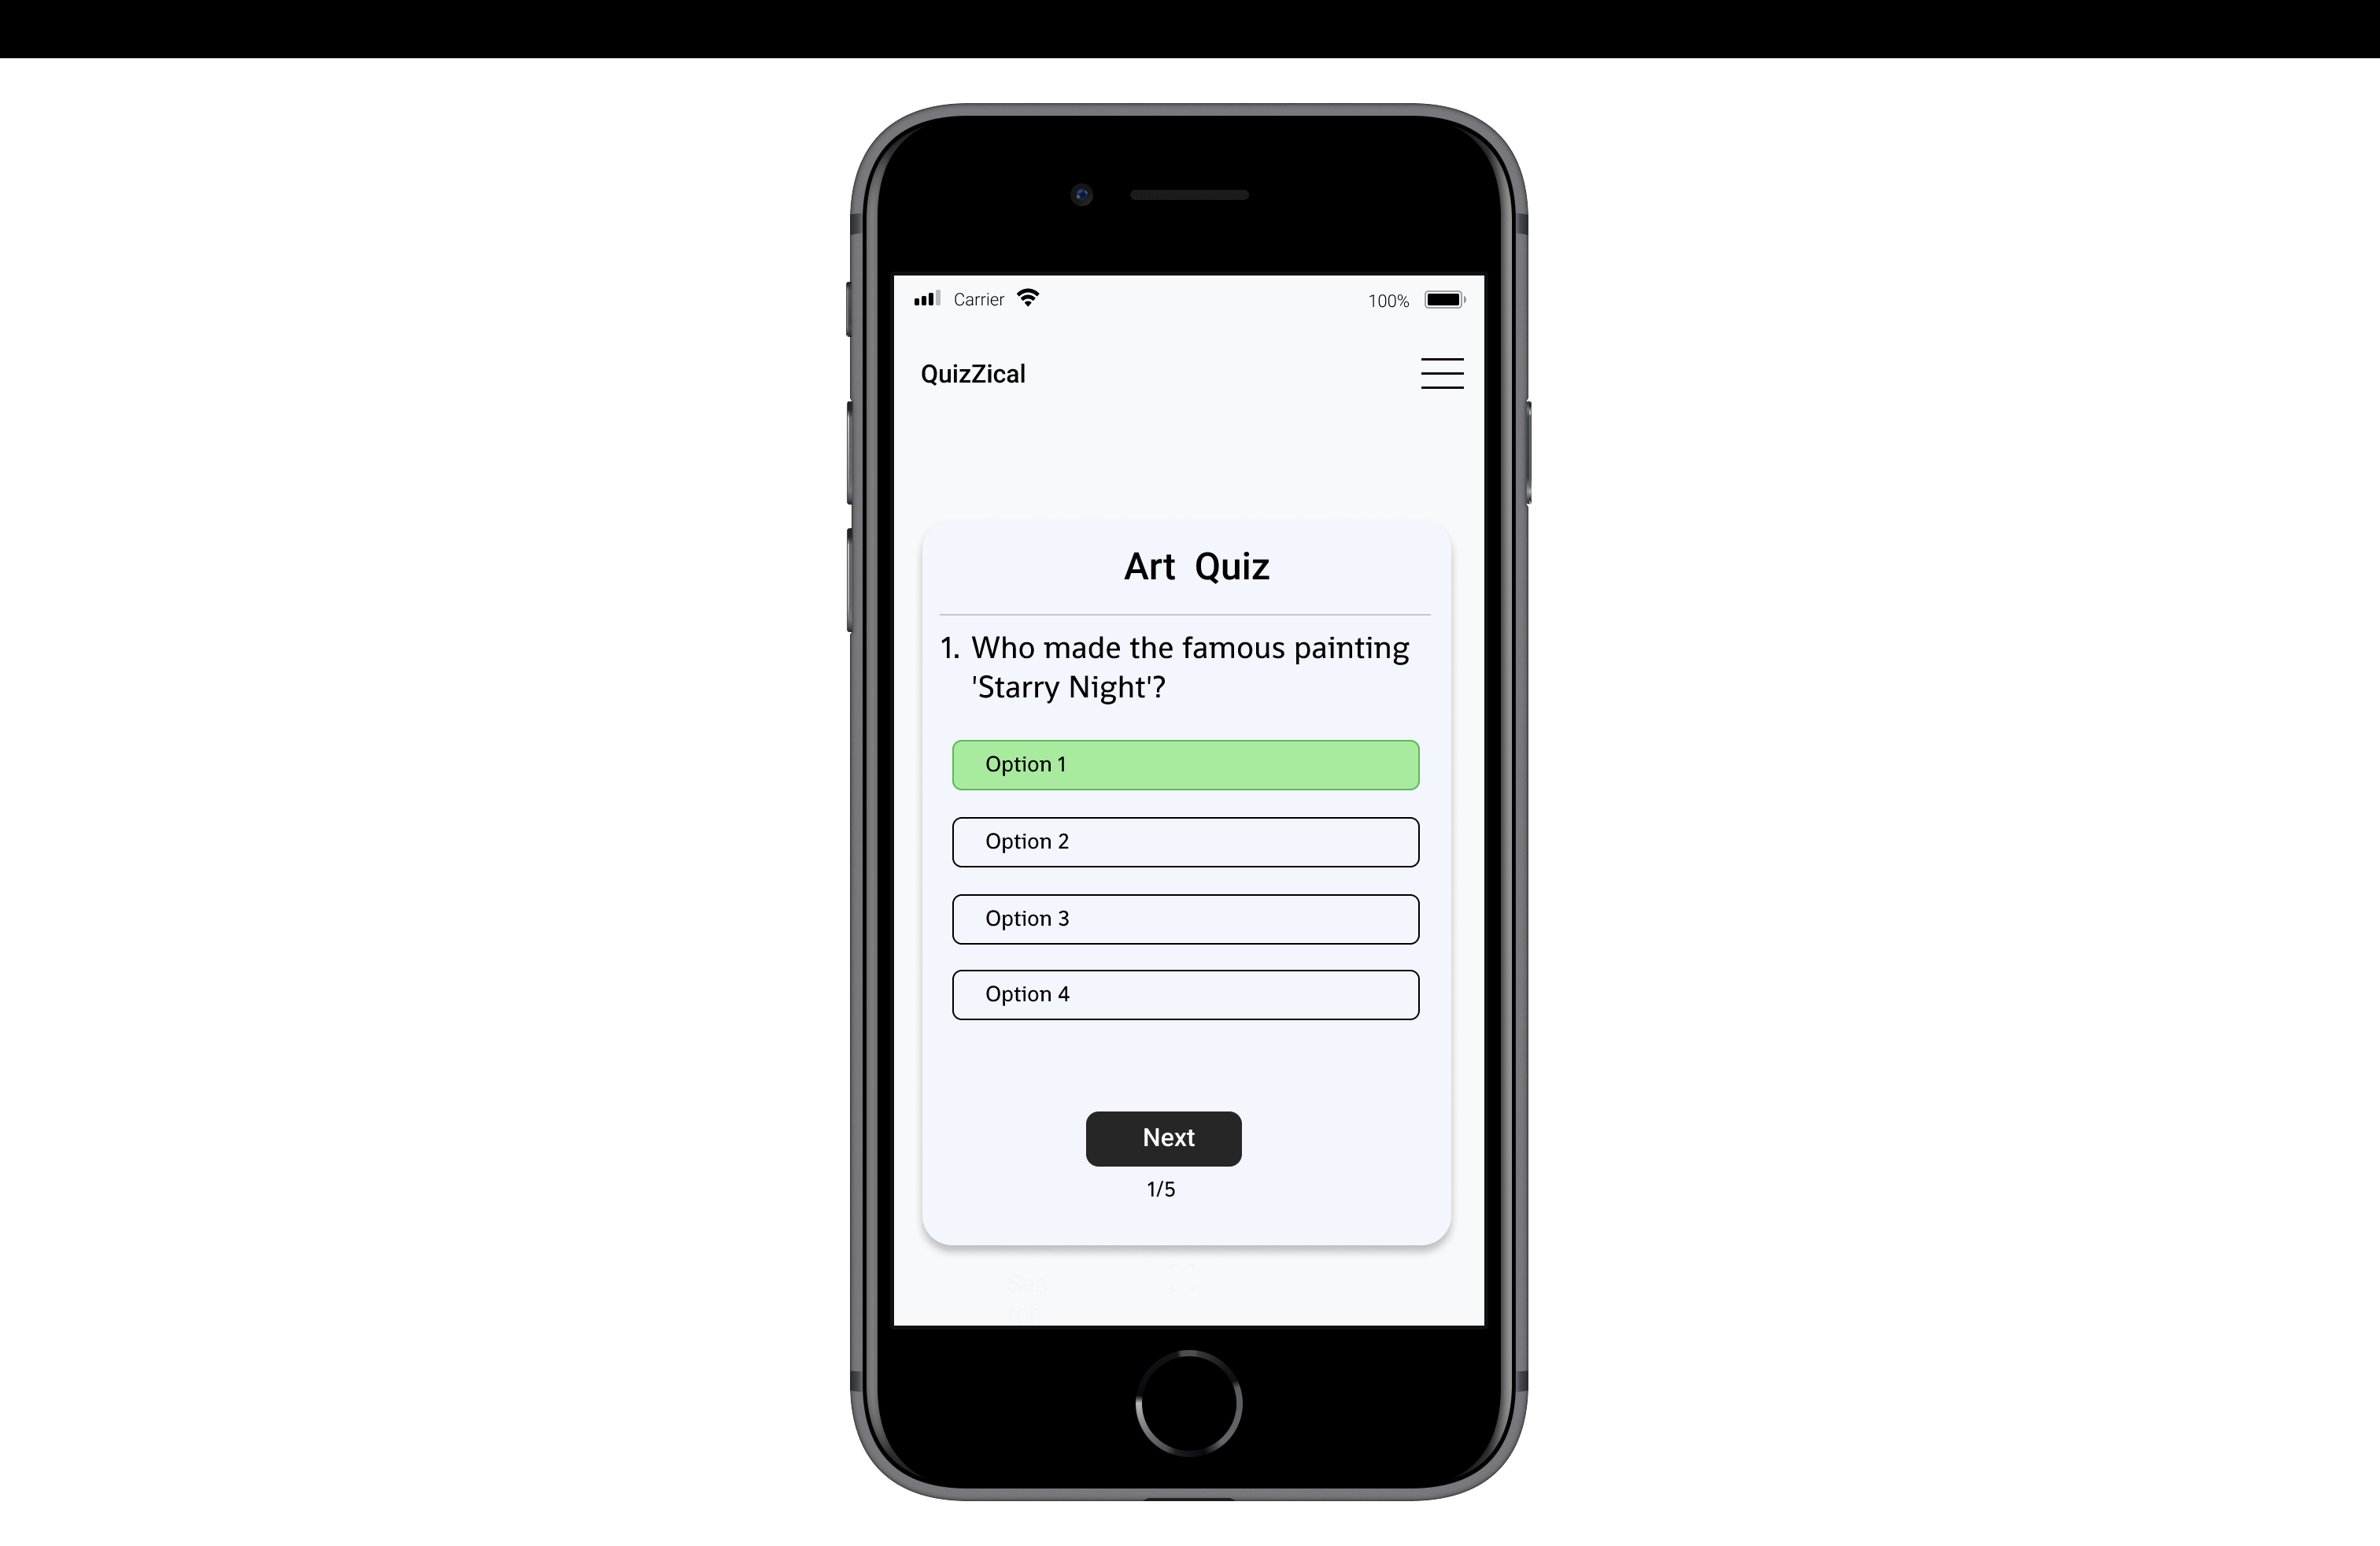 Carrier 100%
QuizZical
Art Quiz
1. Who made the famous painting
'Starry Night'?
Option 1
Option 2
Option 3
Option 4
Next
1/5